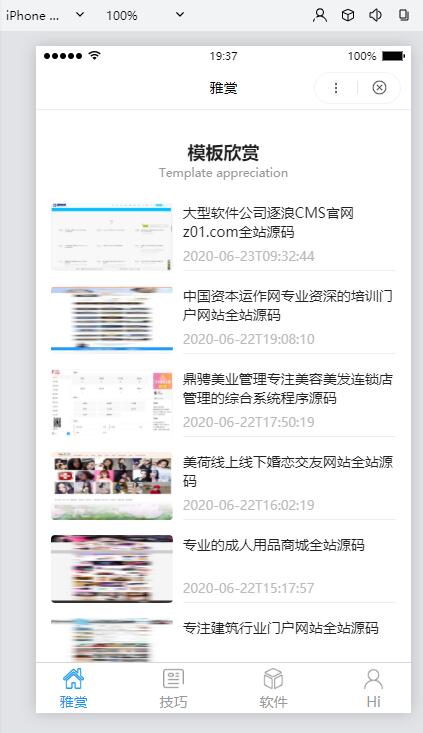 iPhone ... 100%
19:37 100%
雅赏
模板欣赏
Template appreciation
大型软件公司逐浪CMS官网
z01.com全站源码
2020-06-23T09:32:44
中国资本运作网专业资深的培训门
户网站全站源码
2020-06-22T19:08:10
鼎骋美业管理专注美容美发连锁店
管理的综合系统程序源码
2020-06-22T17:50:19
美荷线上线下婚恋交友网站全站源
码
2020-06-22T16:02:19
专业的成人用品商城全站源码
2020-06-22T15:17:57
专注建筑行业门户网站全站源码
雅赏 技巧 软件 Hi